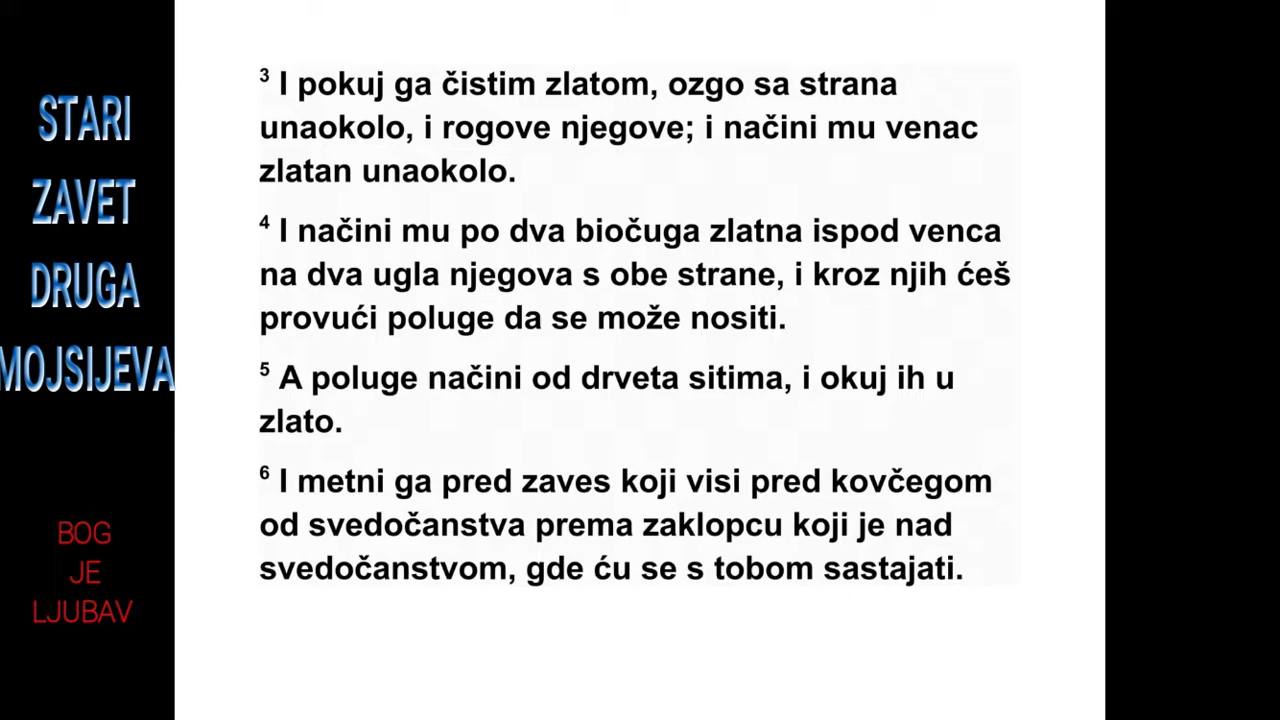 STARI
ZAVET
DRUGA
MOJSIJEVA
BOG
JE
LJUBAV
3 I pokuj ga čistim zlatom, ozgo sa strana
unaokolo, i rogove njegove; i načini mu venac
zlatan unaokolo.
4 I načini mu po dva biočuga zlatna ispod venca
na dva ugla njegova s obe strane, i kroz njih ćeš
provući poluge da se može nositi.
5 A poluge načini od drveta sitima, i okuj ih u
zlato.
6 I metni ga pred zaves koji visi pred kovčegom
od svedočanstva prema zaklopcu koji je nad
svedočanstvom, gde ću se s tobom sastajati.